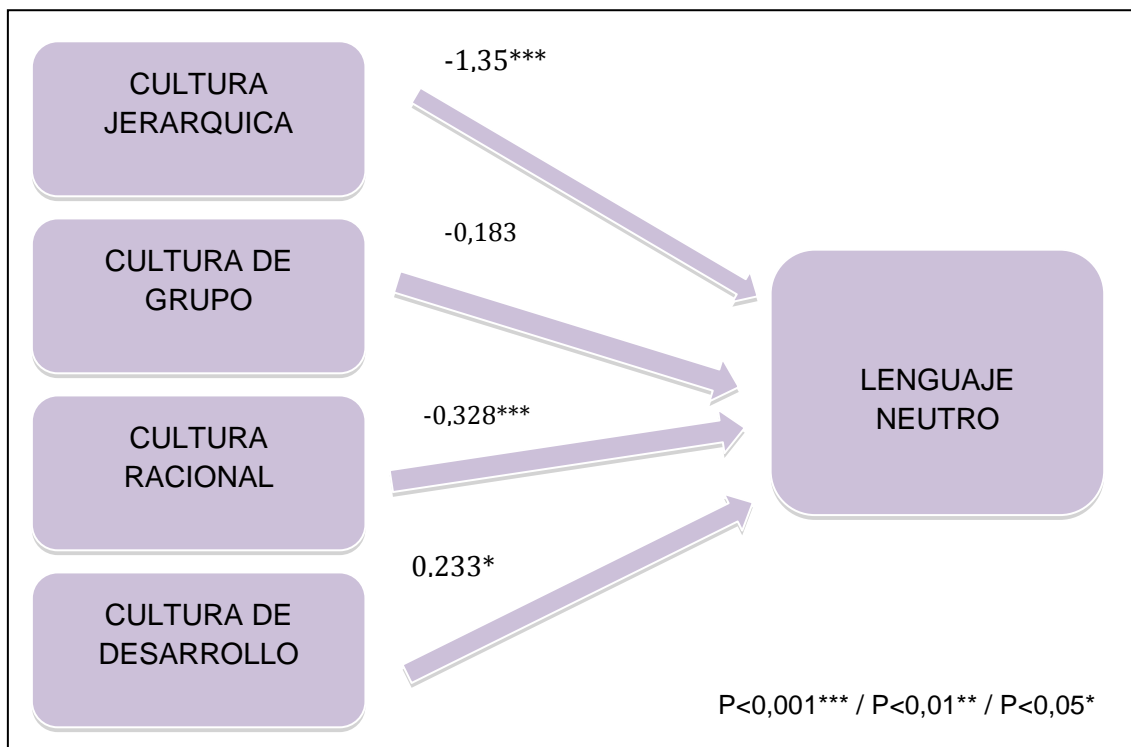 CULTURA
JERARQUICA
-1,35***
CULTURA DE
GRUPO
-0,183
CULTURA
RACIONAL
-0,328***
CULTURA DE
DESARROLLO
0,233*
LENGUAJE
NEUTRO
P<0,001*** / P<0,01** / P<0,05*